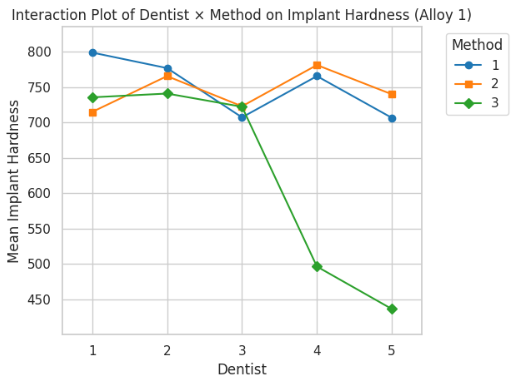 Interaction Plot of Dentist × Method on Implant Hardness (Alloy 1)
Method
1
2
3
Mean Implant Hardness
800
750
700
650
600
550
500
450
1 2 3 4 5
Dentist